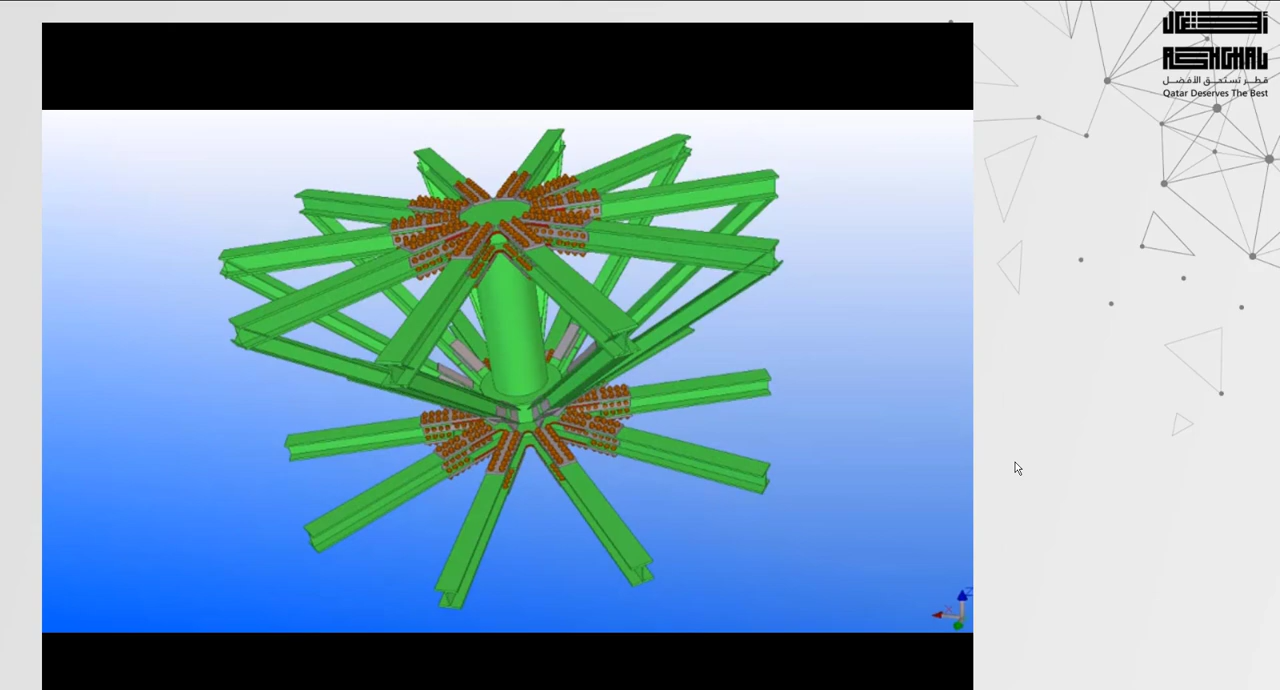 أشغال
ASHGHAL
قطر تستحق الأفضل
Qatar Deserves The Best
X
Z